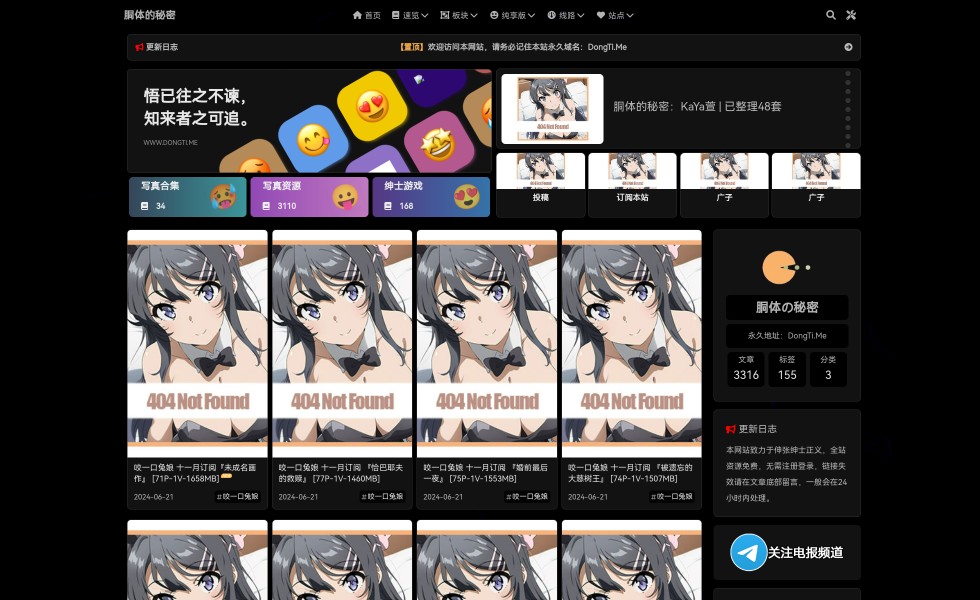 胴体的秘密
首页 速览 板块 纯享版 线路 站点
更新日志
【置顶】欢迎访问本网站，请务必记住本站永久域名：DongTi.Me
悟已往之不谏，
知来者之可追。
WWW.DONGTI.ME
404 Not Found
胴体的秘密：KaYa萱 | 已整理48套
写真合集
34
写真资源
3110
绅士游戏
168
投稿
订阅本站
广子
广子
404 Not Found
404 Not Found
404 Not Found
404 Not Found
咬一口兔娘 十一月订阅『未成名画
作』 [71P-1V-1658MB]
2024-06-21
#咬一口兔娘
咬一口兔娘 十一月订阅 『恰巴耶夫
的救赎』 [77P-1V-1460MB]
2024-06-21
#咬一口兔娘
咬一口兔娘 十一月订阅 『婚前最后
一夜』 [75P-1V-1553MB]
2024-06-21
#咬一口兔娘
咬一口兔娘 十一月订阅 『被遗忘的
大慈树王』 [74P-1V-1507MB]
2024-06-21
#咬一口兔娘
胴体の秘密
永久地址：DongTi.Me
文章 标签 分类
3316 155 3
更新日志
本网站致力于伸张绅士正义，全站
资源免费，无需注册登录，链接失
效请在文章底部留言，一般会在24
小时内处理。
关注电报频道